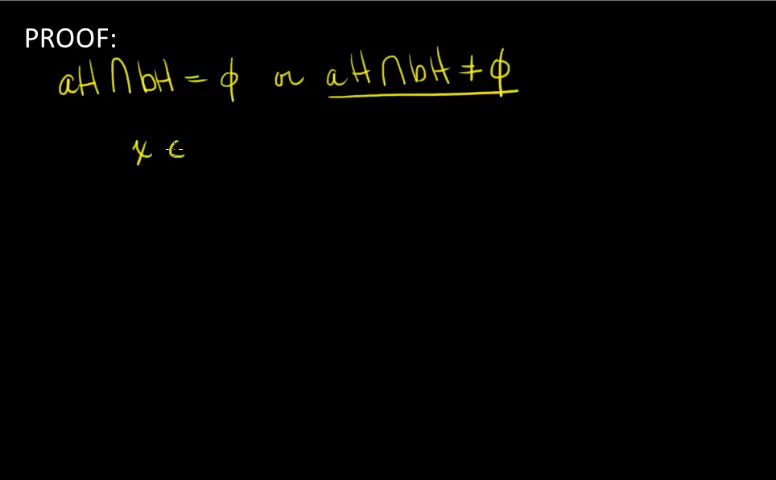 PROOF:
aH ∩ bH = ϕ or aH ∩ bH ≠ ϕ
x ∈